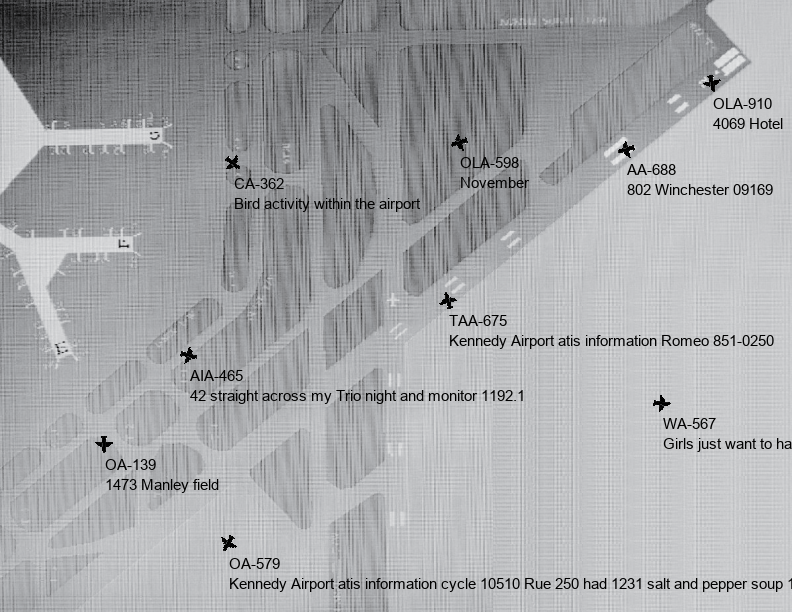 OLA-910
4069 Hotel
OLA-598
November
AA-688
802 Winchester 09169
CA-362
Bird activity within the airport
TAA-675
Kennedy Airport atis information Romeo 851-0250
AIA-465
42 straight across my Trio night and monitor 1192.1
WA-567
Girls just want to ha
OA-139
1473 Manley field
OA-579
Kennedy Airport atis information cycle 10510 Rue 250 had 1231 salt and pepper soup 1